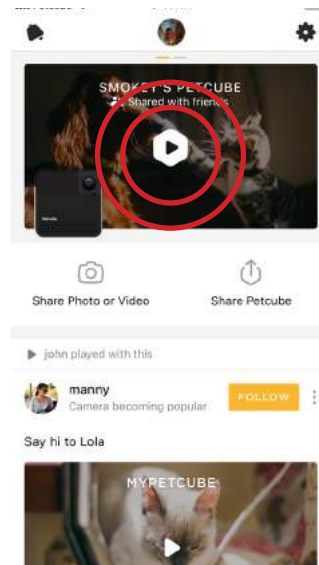 SMOKEY'S PETCUBE
Shared with friends
Share Photo or Video
Share Petcube
john played with this
manny
FOLLOW
Camera becoming popular
Say hi to Lola
MYPETCUBE